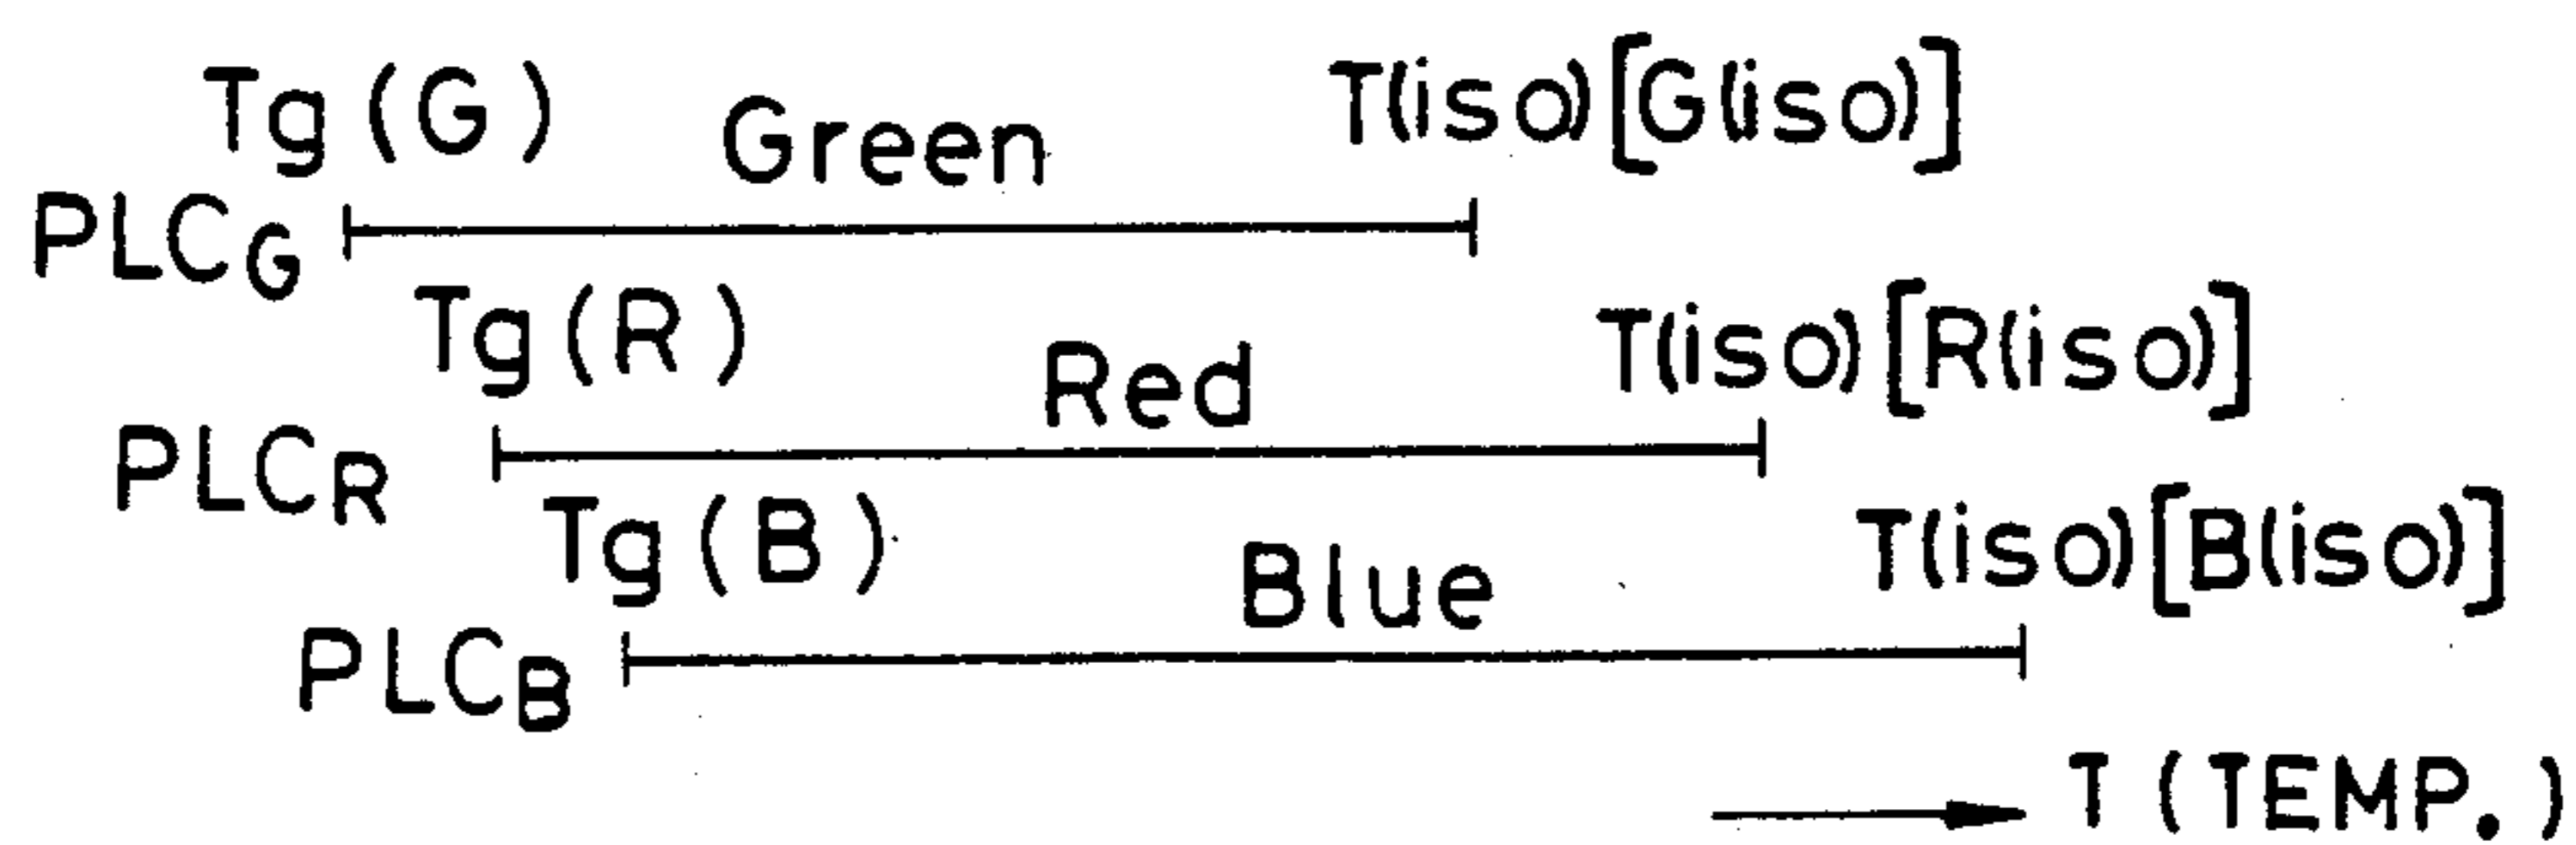 Tg (G) Green T(iso)[G(iso)]
PLCG
Tg (R) Red T(iso)[R(iso)]
PLCR
Tg (B) Blue T(iso)[B(iso)]
PLCB
T (TEMP.)